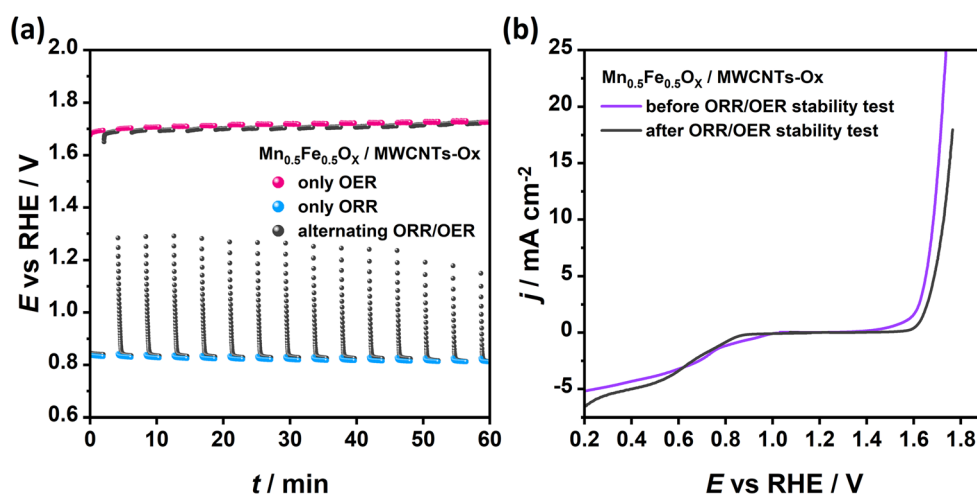 (a)
2.0
1.8
1.6
1.4
1.2
1.0
0.8
0.6
E vs RHE / V
Mn0.5Fe0.5OX / MWCNTs-Ox
only OER
only ORR
alternating ORR/OER
0 10 20 30 40 50 60
t / min
(b)
25
20
15
10
5
0
-5
j / mA cm-2
Mn0.5Fe0.5OX / MWCNTs-Ox
before ORR/OER stability test
after ORR/OER stability test
0.2 0.4 0.6 0.8 1.0 1.2 1.4 1.6 1.8
E vs RHE / V